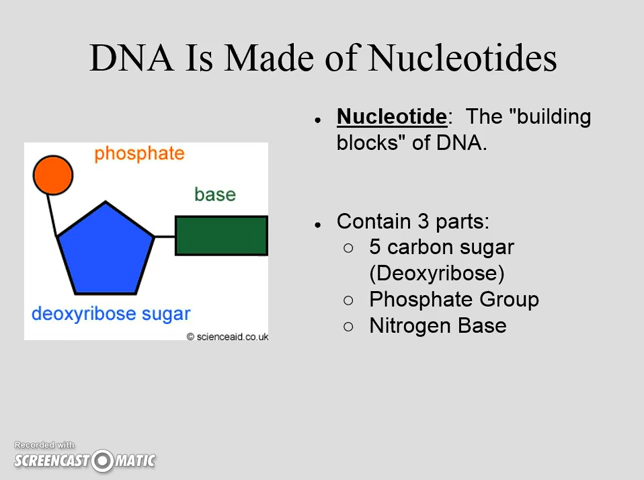 DNA Is Made of Nucleotides
phosphate
base
deoxyribose sugar
© scienceaid.co.uk
● Nucleotide: The "building
blocks" of DNA.
● Contain 3 parts:
○ 5 carbon sugar
(Deoxyribose)
○ Phosphate Group
○ Nitrogen Base
Recorded with
SCREENCAST MATIC